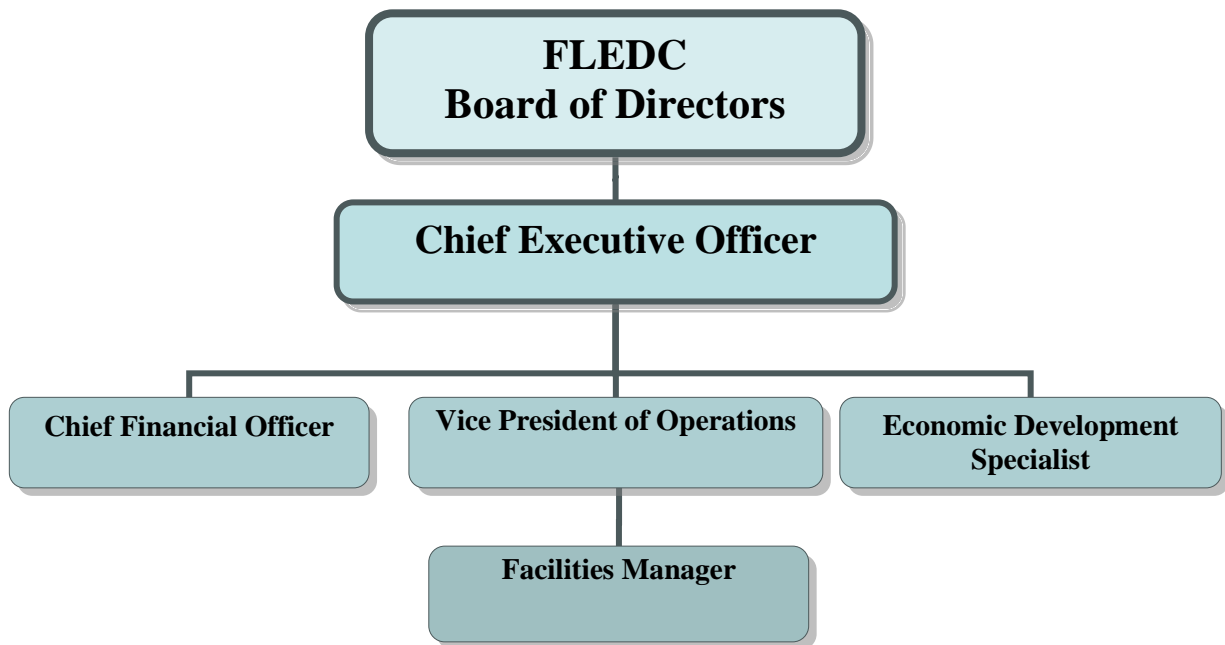 FLEDC
Board of Directors
Chief Executive Officer
Chief Financial Officer
Vice President of Operations
Economic Development
Specialist
Facilities Manager